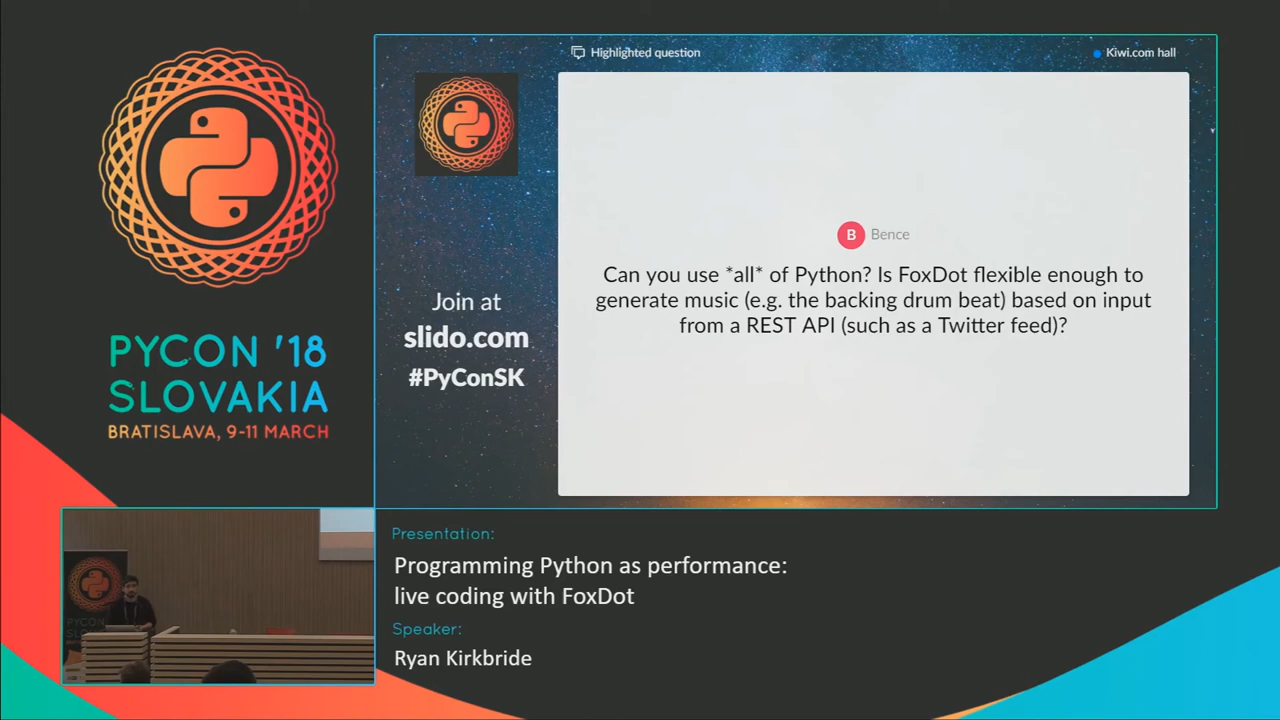 Highlighted question
Kiwi.com hall
B Bence
Can you use *all* of Python? Is FoxDot flexible enough to
generate music (e.g. the backing drum beat) based on input
from a REST API (such as a Twitter feed)?
Join at
slido.com
#PyConSK
PYCON '18
SLOVAKIA
BRATISLAVA, 9-11 MARCH
Presentation:
Programming Python as performance:
live coding with FoxDot
Speaker:
Ryan Kirkbride
PYCON